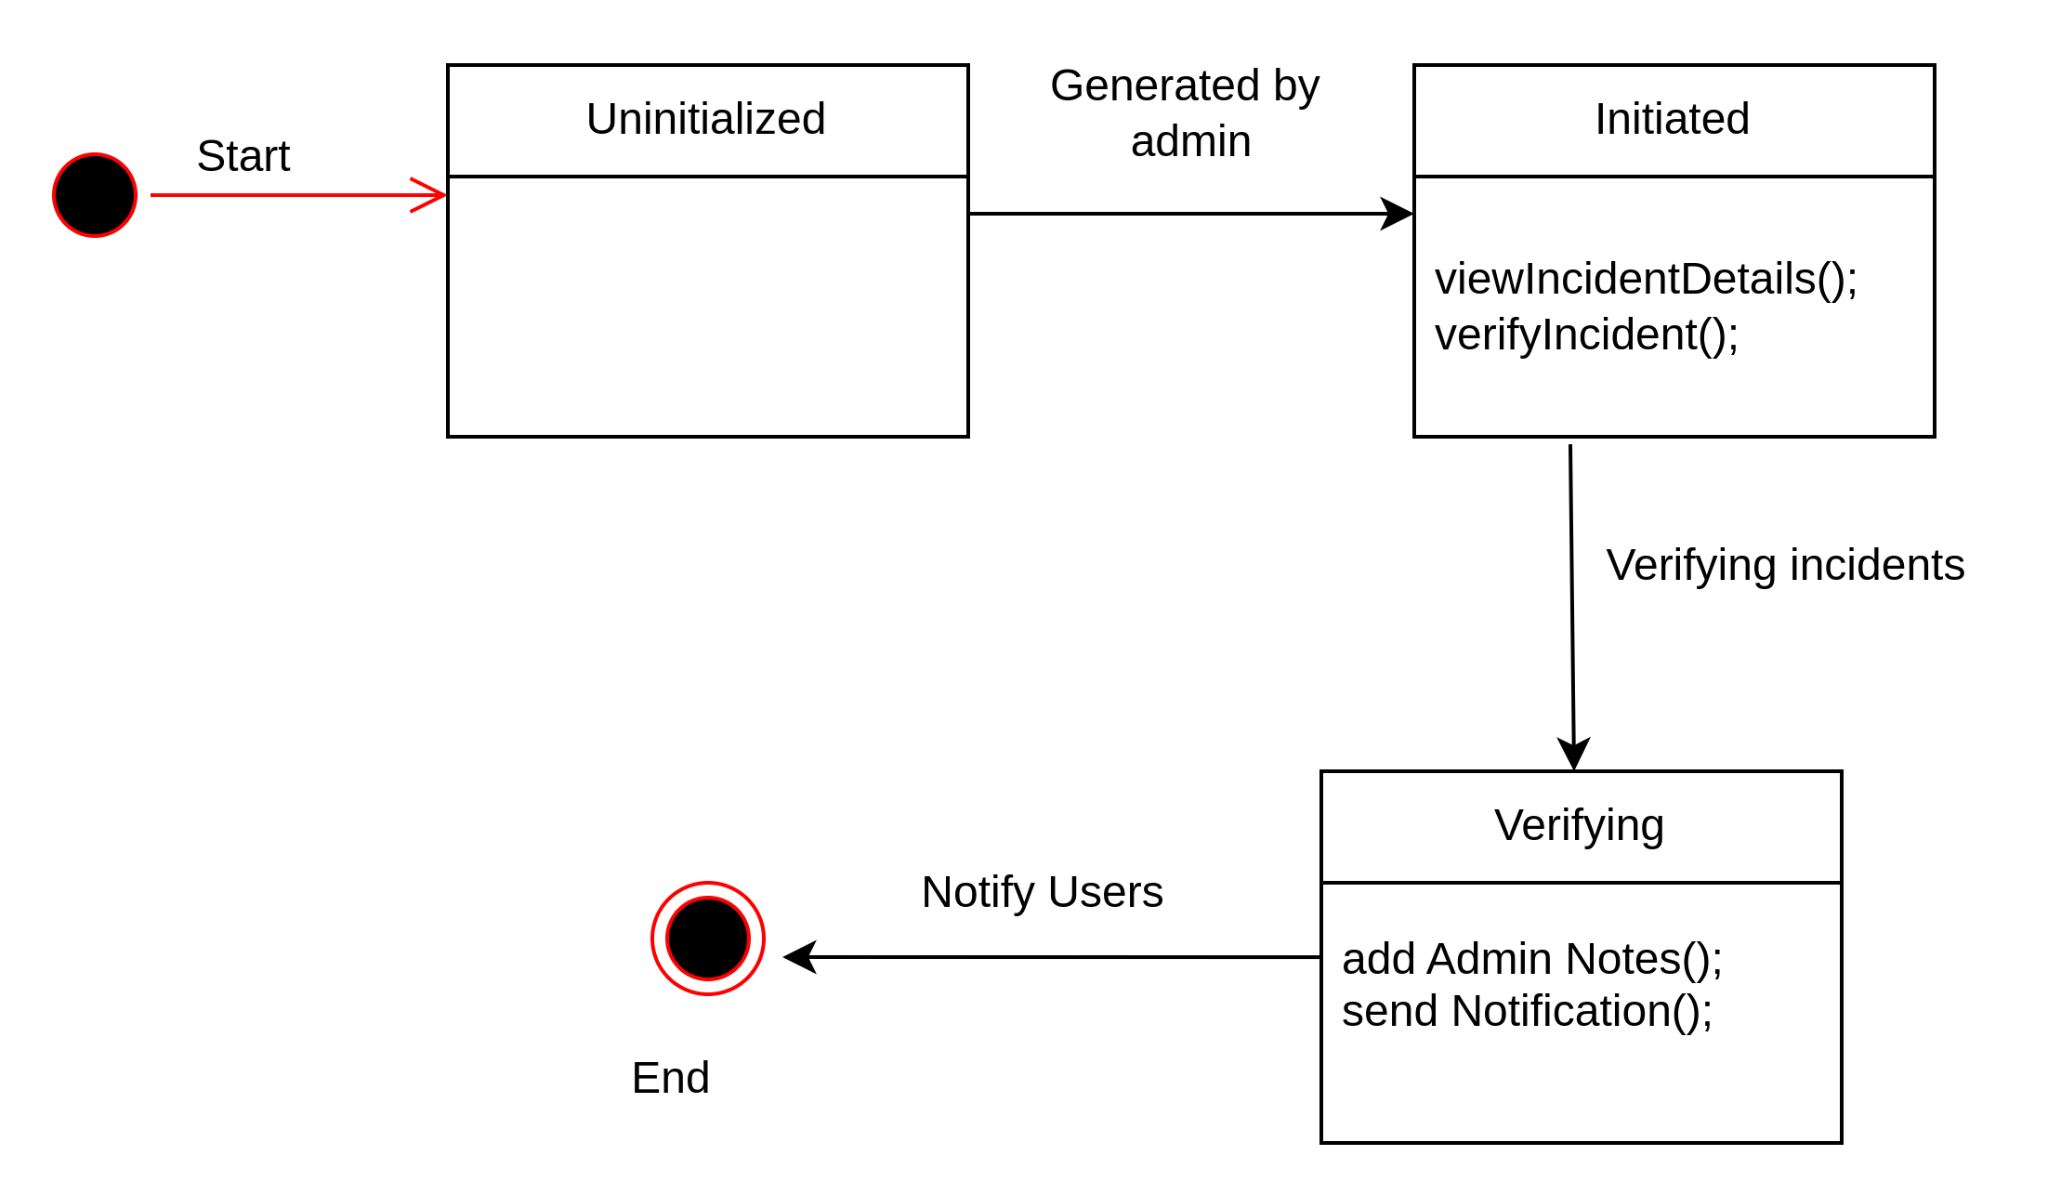 Start
Uninitialized
Generated by
admin
Initiated
viewIncidentDetails();
verifyIncident();
Verifying incidents
Verifying
add Admin Notes();
send Notification();
Notify Users
End